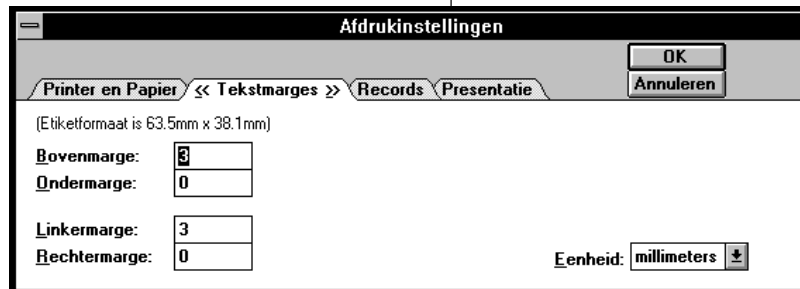 Afdrukinstellingen
OK
Printer en Papier << Tekstmarges >> Records Presentatie Annuleren
(Etiketformaat is 63.5mm x 38.1mm)
Bovenmarge: 3
Ondermarge: 0
Linkermarge: 3
Rechtermarge: 0 Eenheid: millimeters